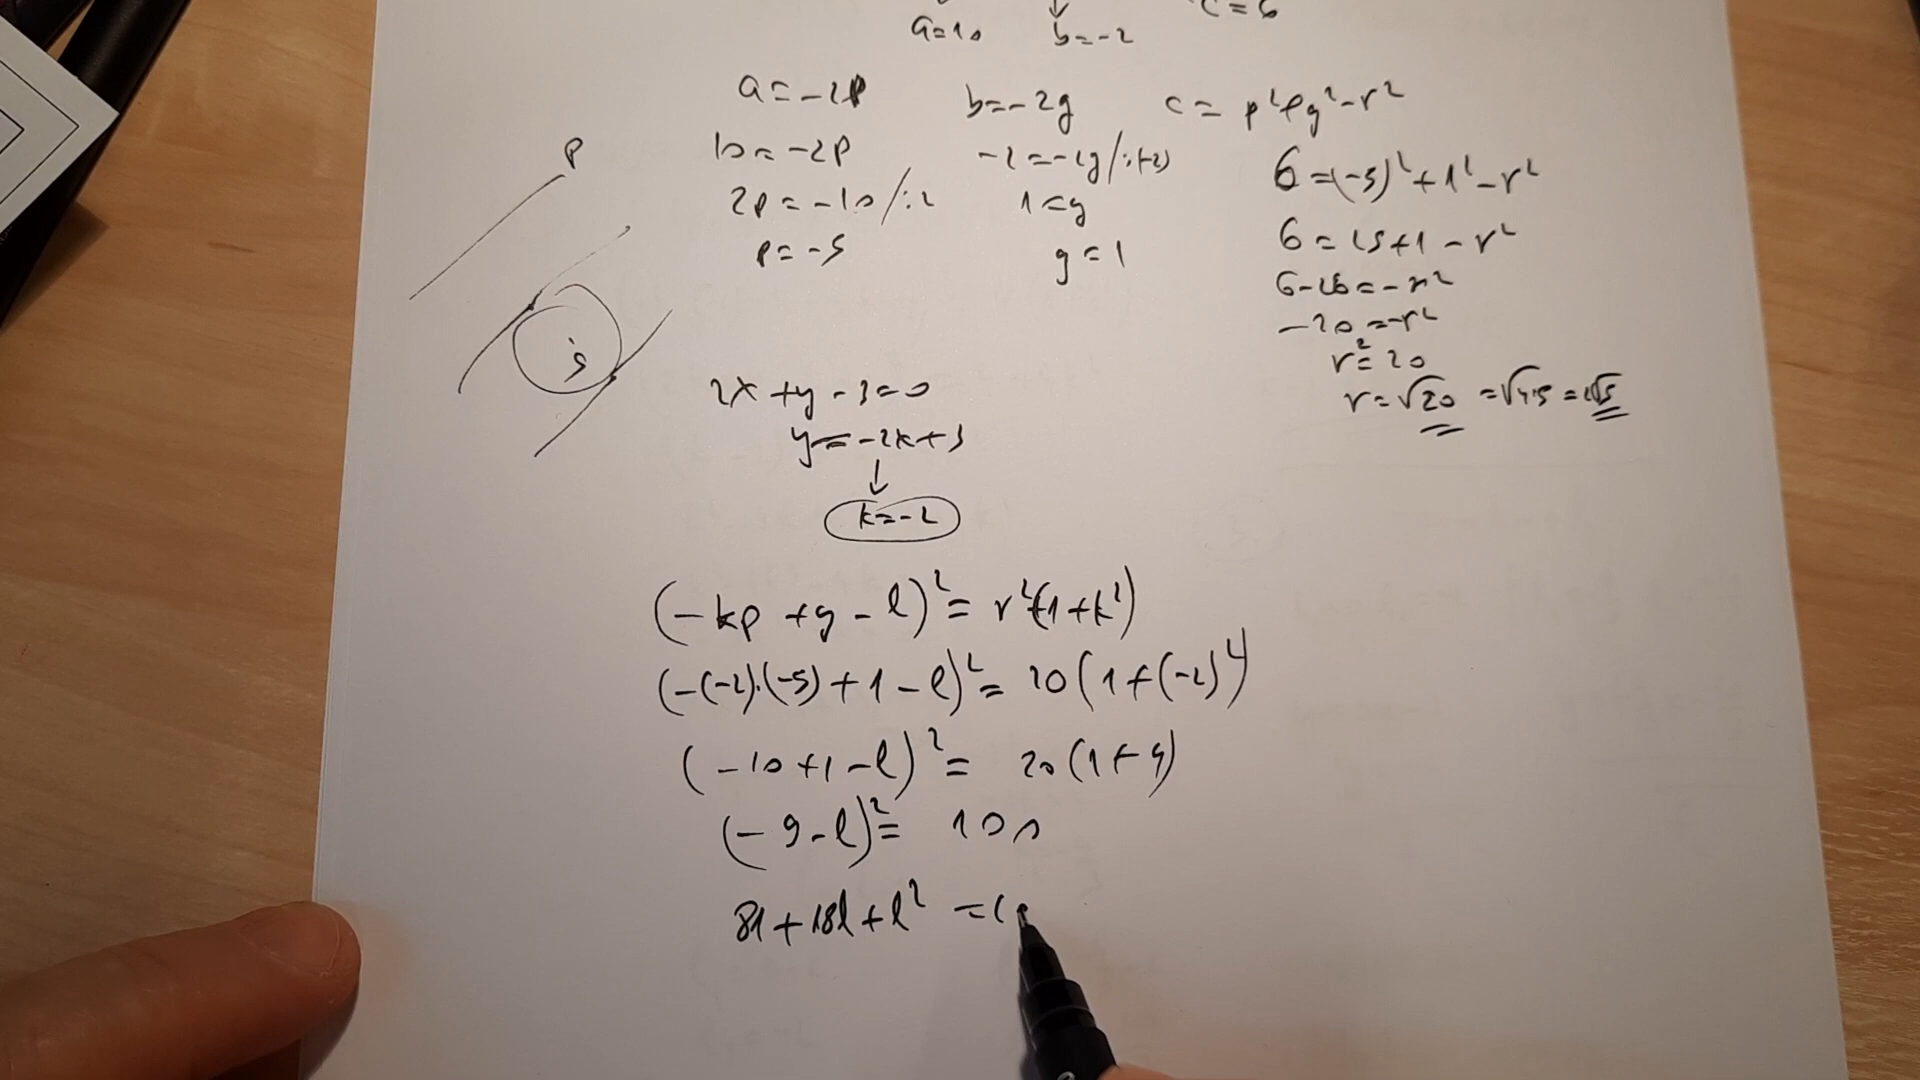 a=10 b=-2 c=6
a=-2p b=-2q c= p²+q²-r²
10=-2p -2=-2q/:(-2) 6=(-5)²+1²-r²
2p=-10/:2 1=q 6=25+1-r²
p=-5 q=1 6-26=-r²
-20=-r²
r²=20
r=√20 =√4·5 =2√5
P
S
2x+y-3=0
y=-2x+3
↓
k=-2
(-kp+q-l)²= r²(1+k²)
(-(-2)·(-5)+1-l)²= 20(1+(-2)²)
(-10+1-l)²= 20(1+4)
(-9-l)²= 100
81+18l+l² =1